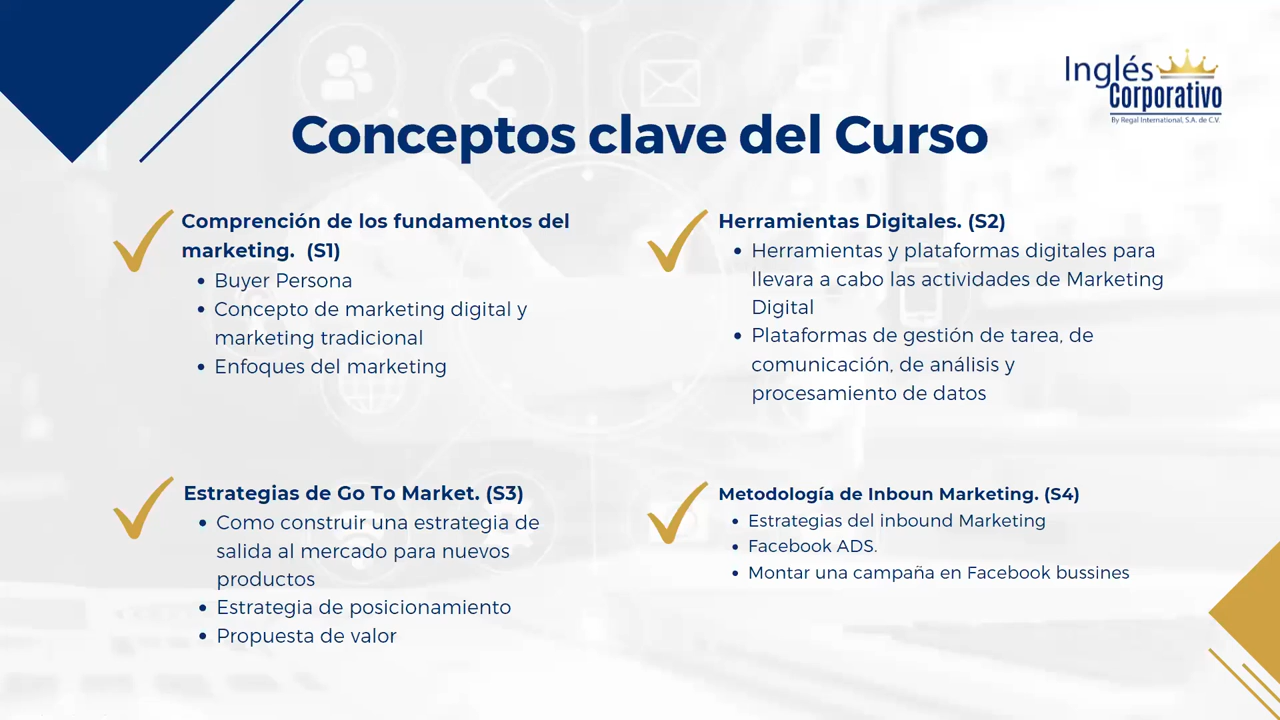 Inglés
Corporativo
By Regal International, S.A. de C.V.
Conceptos clave del Curso
Comprención de los fundamentos del
marketing. (S1)
Buyer Persona
Concepto de marketing digital y
marketing tradicional
Enfoques del marketing
Herramientas Digitales. (S2)
Herramientas y plataformas digitales para
llevara a cabo las actividades de Marketing
Digital
Plataformas de gestión de tarea, de
comunicación, de análisis y
procesamiento de datos
Estrategias de Go To Market. (S3)
Como construir una estrategia de
salida al mercado para nuevos
productos
Estrategia de posicionamiento
Propuesta de valor
Metodología de Inboun Marketing. (S4)
Estrategias del inbound Marketing
Facebook ADS.
Montar una campaña en Facebook bussines